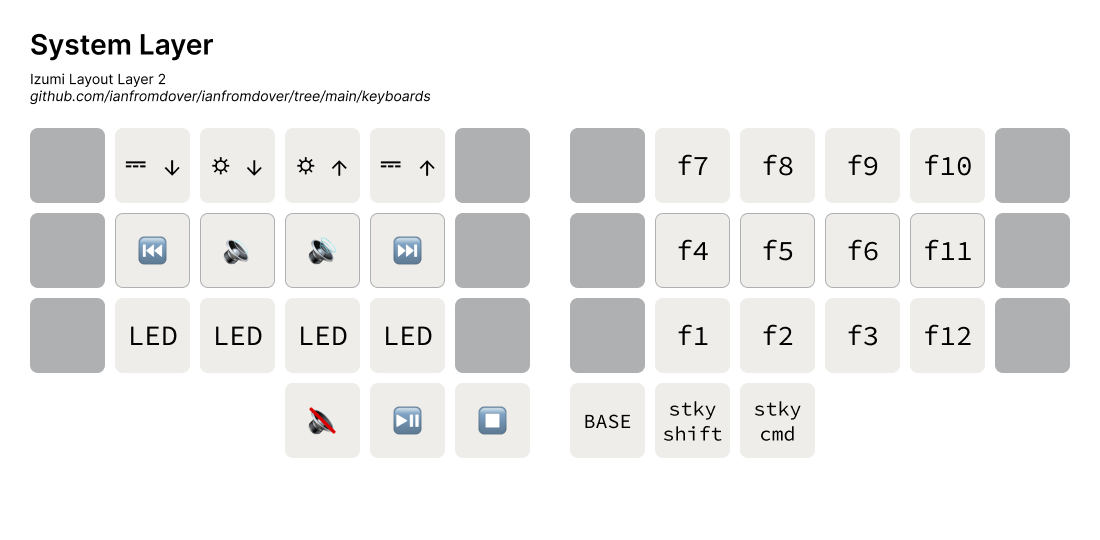 System Layer
Izumi Layout Layer 2
github.com/ianfromdover/ianfromdover/tree/main/keyboards
f7 f8 f9 f10
f4 f5 f6 f11
LED LED LED LED f1 f2 f3 f12
BASE
stky shift
stky cmd